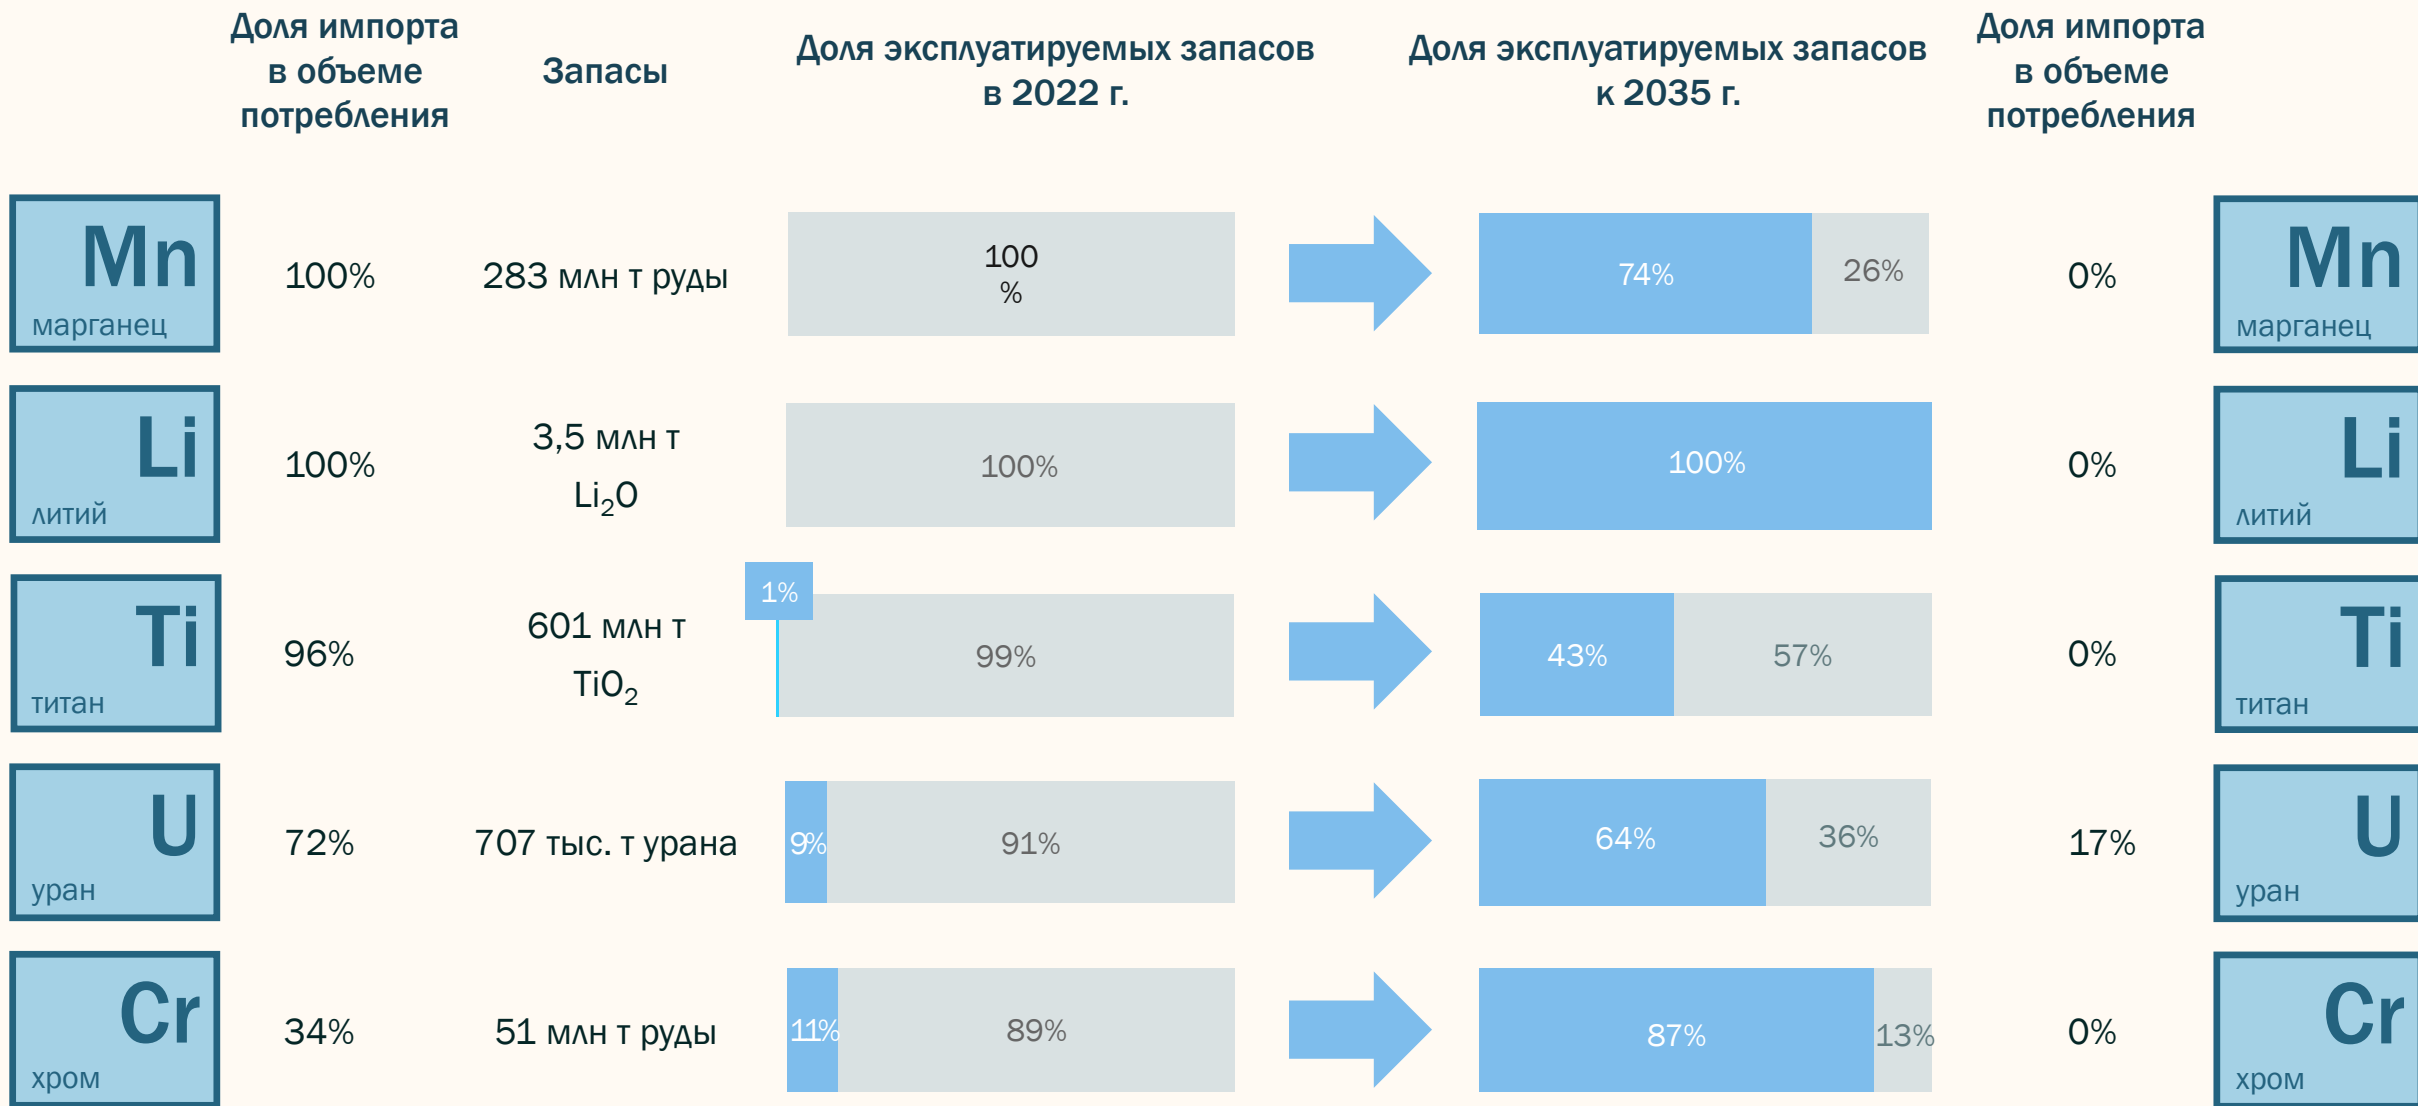 Доля импорта
в объеме
потребления
Запасы
Доля эксплуатируемых запасов
в 2022 г.
Доля эксплуатируемых запасов
к 2035 г.
Доля импорта
в объеме
потребления
Mn
марганец
100%
283 млн т руды
100
%
74%
26%
0%
Mn
марганец
Li
литий
100%
3,5 млн т
Li₂O
100%
100%
0%
Li
литий
Ti
титан
96%
601 млн т
TiO₂
1%
99%
43%
57%
0%
Ti
титан
U
уран
72%
707 тыс. т урана
9%
91%
64%
36%
17%
U
уран
Cr
хром
34%
51 млн т руды
11%
89%
87%
13%
0%
Cr
хром